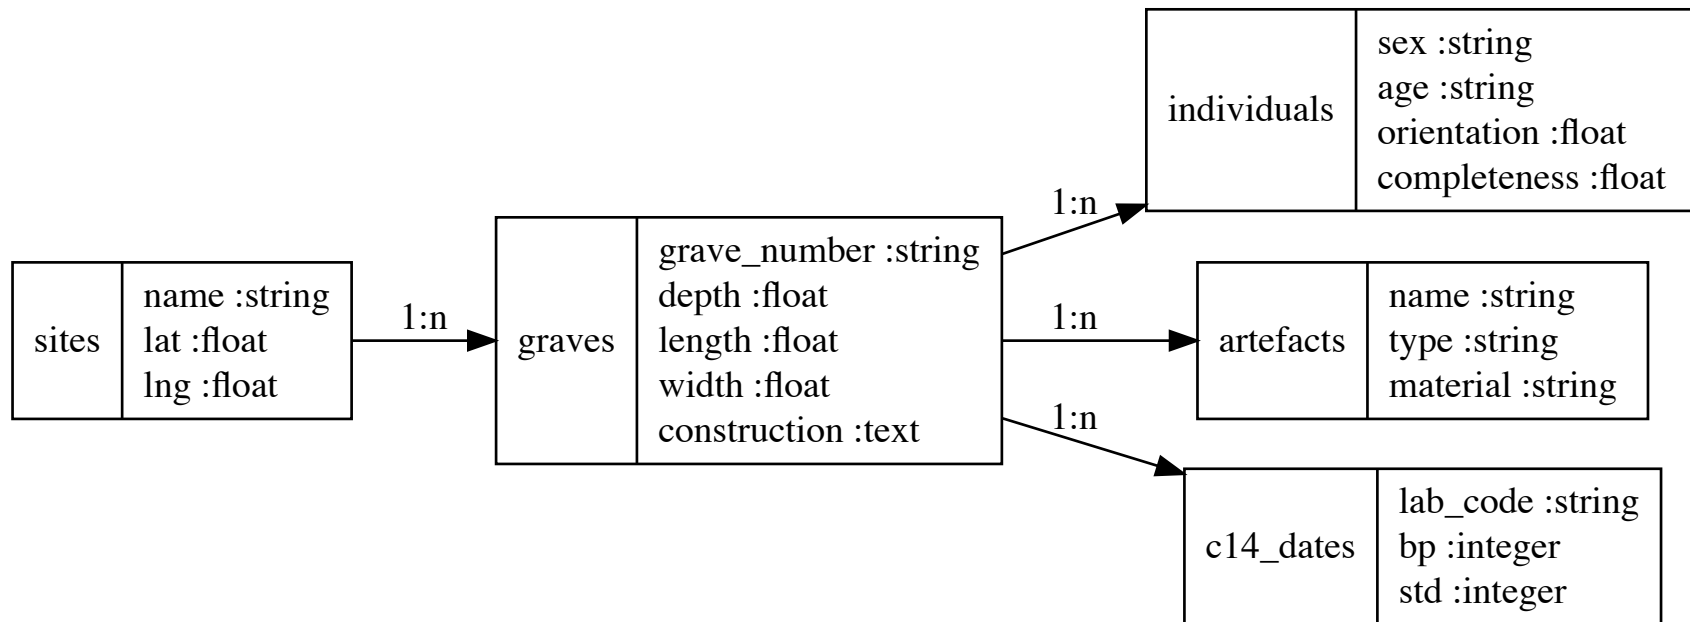 sites
name :string
lat :float
lng :float
1:n
graves
grave_number :string
depth :float
length :float
width :float
construction :text
1:n
individuals
sex :string
age :string
orientation :float
completeness :float
1:n
artefacts
name :string
type :string
material :string
1:n
c14_dates
lab_code :string
bp :integer
std :integer